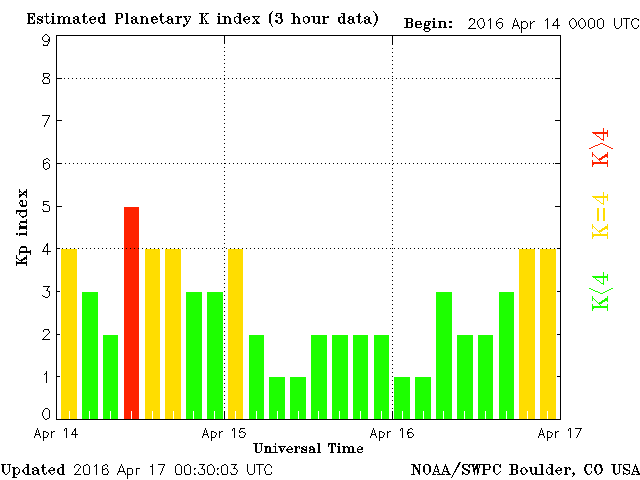 Estimated Planetary K index (3 hour data) Begin: 2016 Apr 14 0000 UTC
9
8
7
6
5
4
3
2
1
0
Kp index
K>4
K=4
K<4
Apr 14 Apr 15 Apr 16 Apr 17
Universal Time
Updated 2016 Apr 17 00:30:03 UTC NOAA/SWPC Boulder, CO USA